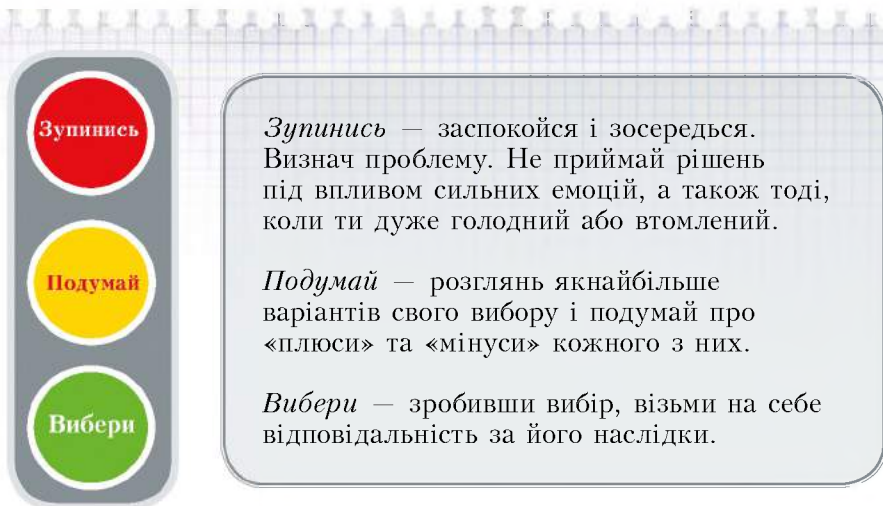 Зупинись
Подумай
Вибери
Зупинись — заспокойся і зосередься.
Визнач проблему. Не приймай рішень
під впливом сильних емоцій, а також тоді,
коли ти дуже голодний або втомлений.
Подумай — розглянь якнайбільше
варіантів свого вибору і подумай про
«плюси» та «мінуси» кожного з них.
Вибери — зробивши вибір, візьми на себе
відповідальність за його наслідки.